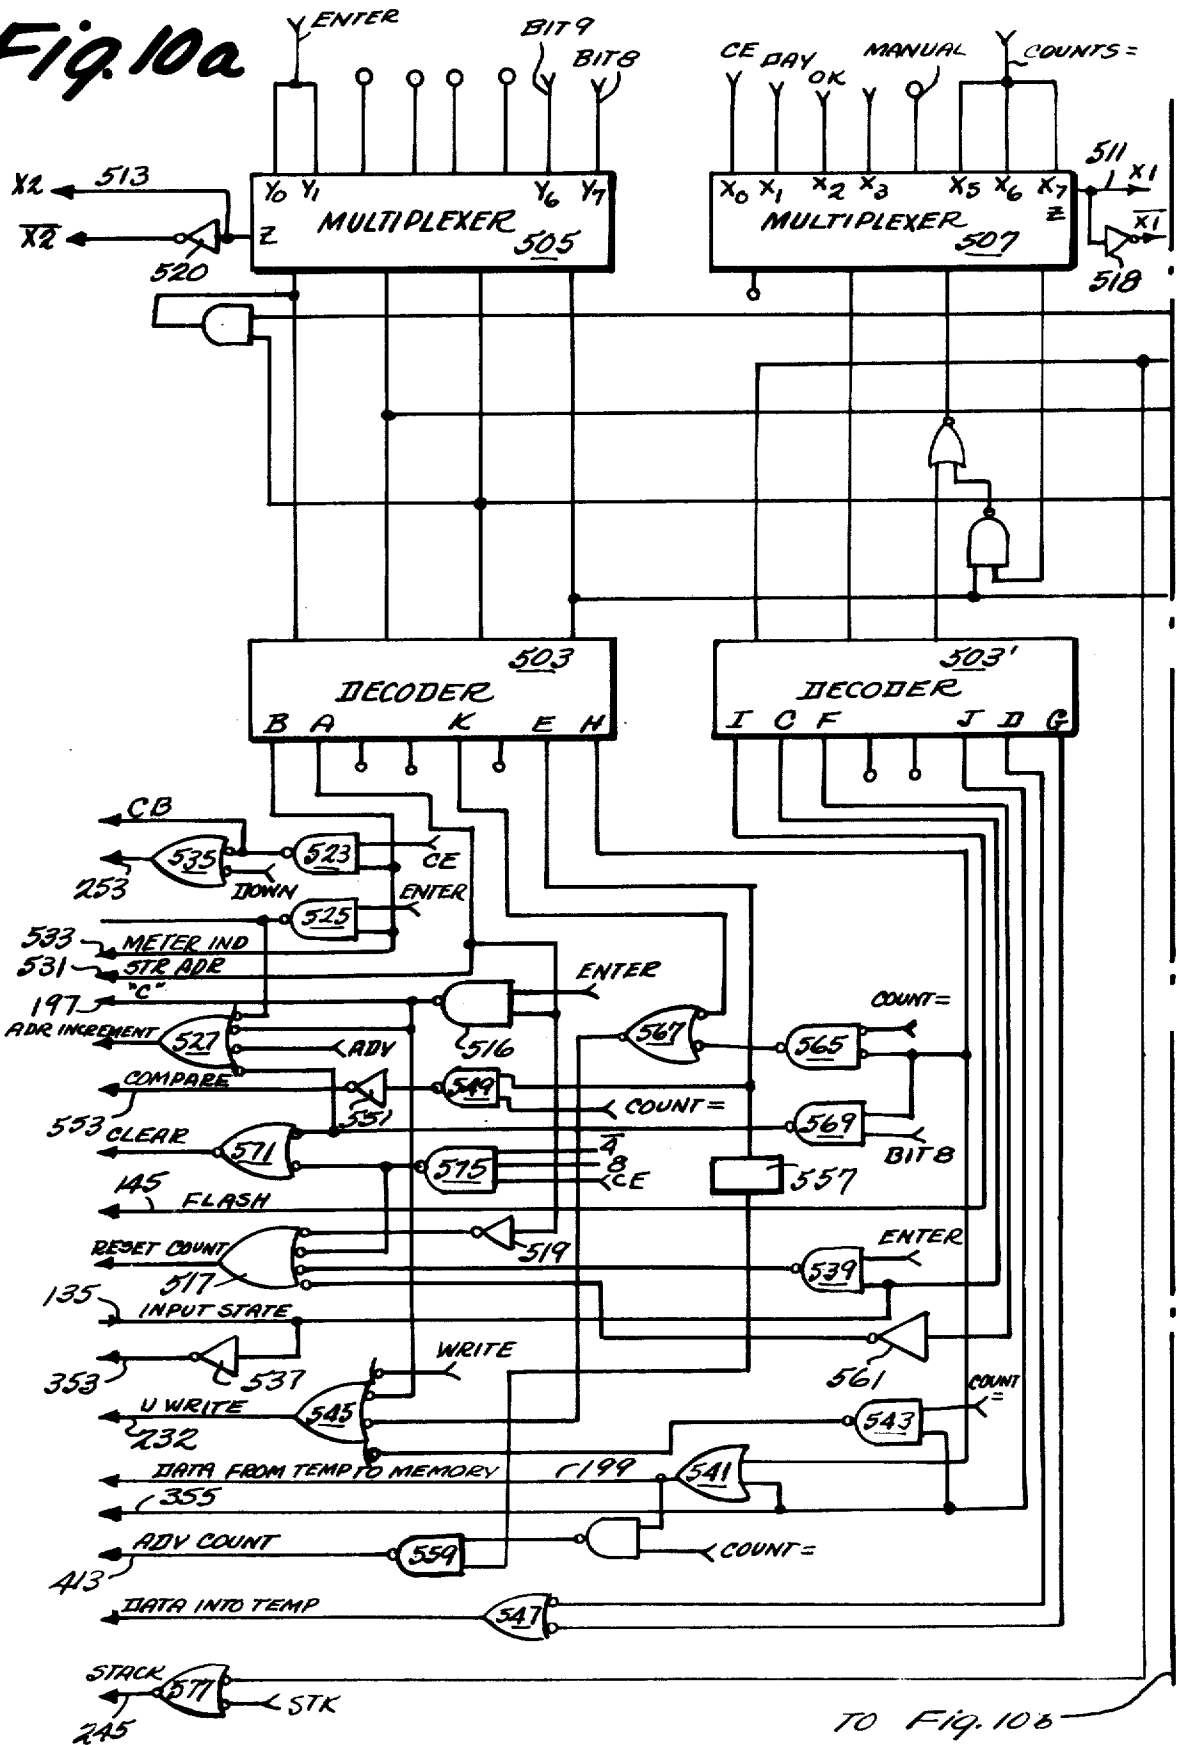 Fig. 10a
ENTER
BIT 9
BIT 8
CE DAY OK MANUAL COUNTS =
X2 513
Y0 Y1 Y6 Y7
X0 X1 X2 X3 X5 X6 X7
511 X1
MULTIPLEXER
505
Z
MULTIPLEXER
507
Z
X2
520
X1
518
503
DECODER
B A K E H
503'
DECODER
I C F J D G
CB
535 523 CE
253 DOWN ENTER
525
533 METER IND
531 STR ADR
197 "C" ENTER
COUNT =
ADR INCREMENT 527 ADV 516 567 565
COMPARE 549
553 551 COUNT =
CLEAR 571 569
BIT 8
575 4
8
CE
557
145 FLASH
RESET COUNT 519 ENTER
517 539
135 INPUT STATE
353 537 WRITE 561
COUNT =
U WRITE 545 543
232
DATA FROM TEMP TO MEMORY 199 541
355
ADV COUNT 559 COUNT =
413
DATA INTO TEMP 547
STACK 577 STK
245
TO Fig. 10b